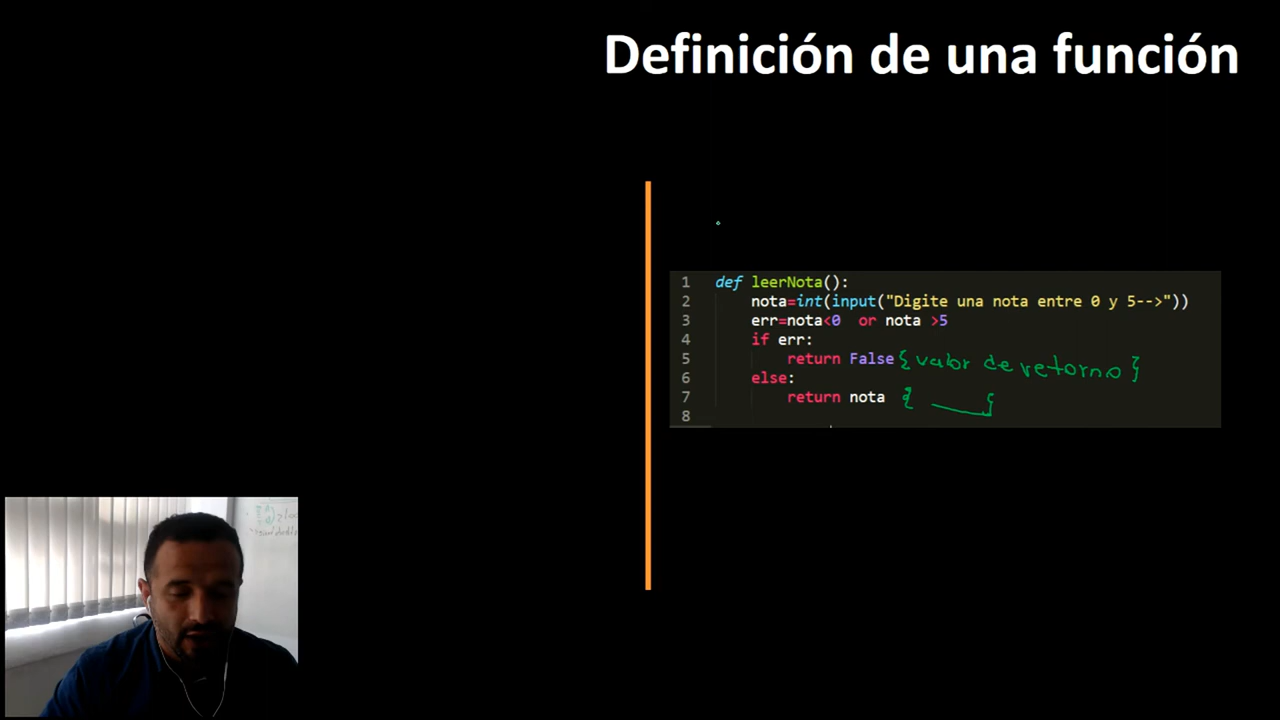 Definición de una función
1 def leerNota():
2 nota=int(input("Digite una nota entre 0 y 5-->"))
3 err=nota<0  or nota >5
4 if err:
5 return False {valor de retorno}
6 else:
7 return nota { }
8